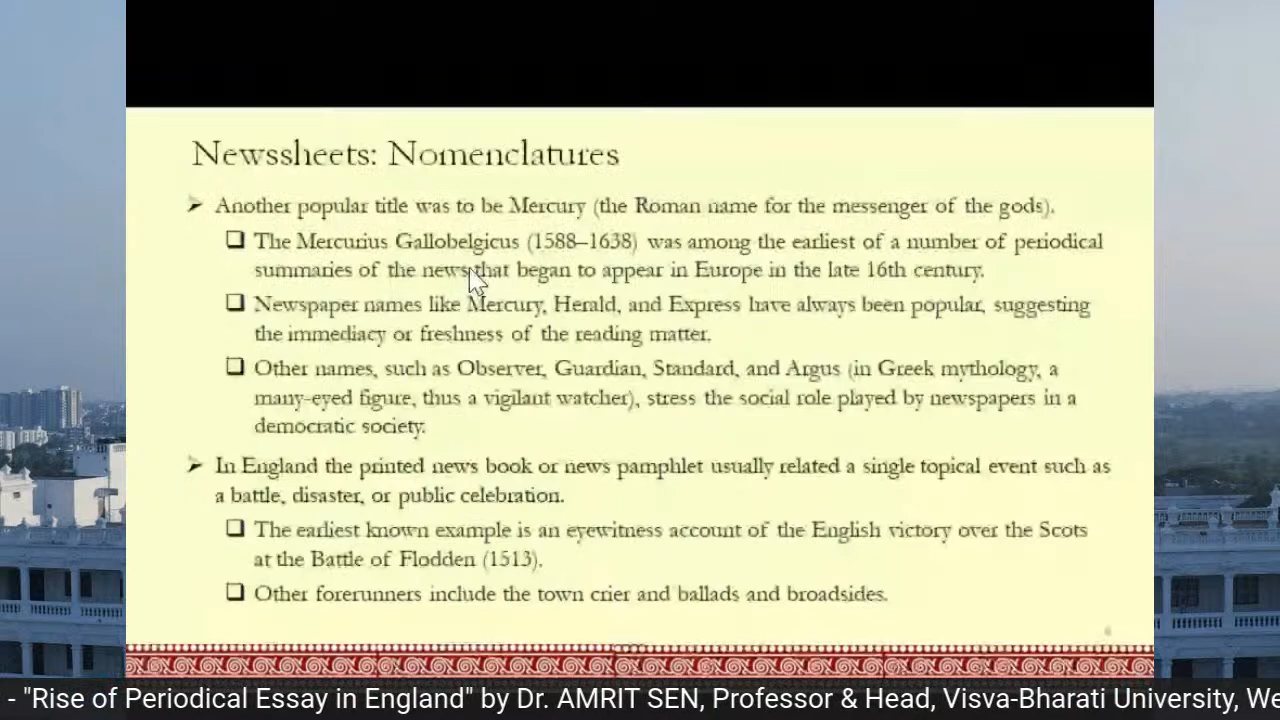 Newssheets: Nomenclatures
➤ Another popular title was to be Mercury (the Roman name for the messenger of the gods).
❑ The Mercurius Gallobelgicus (1588–1638) was among the earliest of a number of periodical
summaries of the news that began to appear in Europe in the late 16th century.
❑ Newspaper names like Mercury, Herald, and Express have always been popular, suggesting
the immediacy or freshness of the reading matter.
❑ Other names, such as Observer, Guardian, Standard, and Argus (in Greek mythology, a
many-eyed figure, thus a vigilant watcher), stress the social role played by newspapers in a
democratic society.
➤ In England the printed news book or news pamphlet usually related a single topical event such as
a battle, disaster, or public celebration.
❑ The earliest known example is an eyewitness account of the English victory over the Scots
at the Battle of Flodden (1513).
❑ Other forerunners include the town crier and ballads and broadsides.
- "Rise of Periodical Essay in England" by Dr. AMRIT SEN, Professor & Head, Visva-Bharati University, We